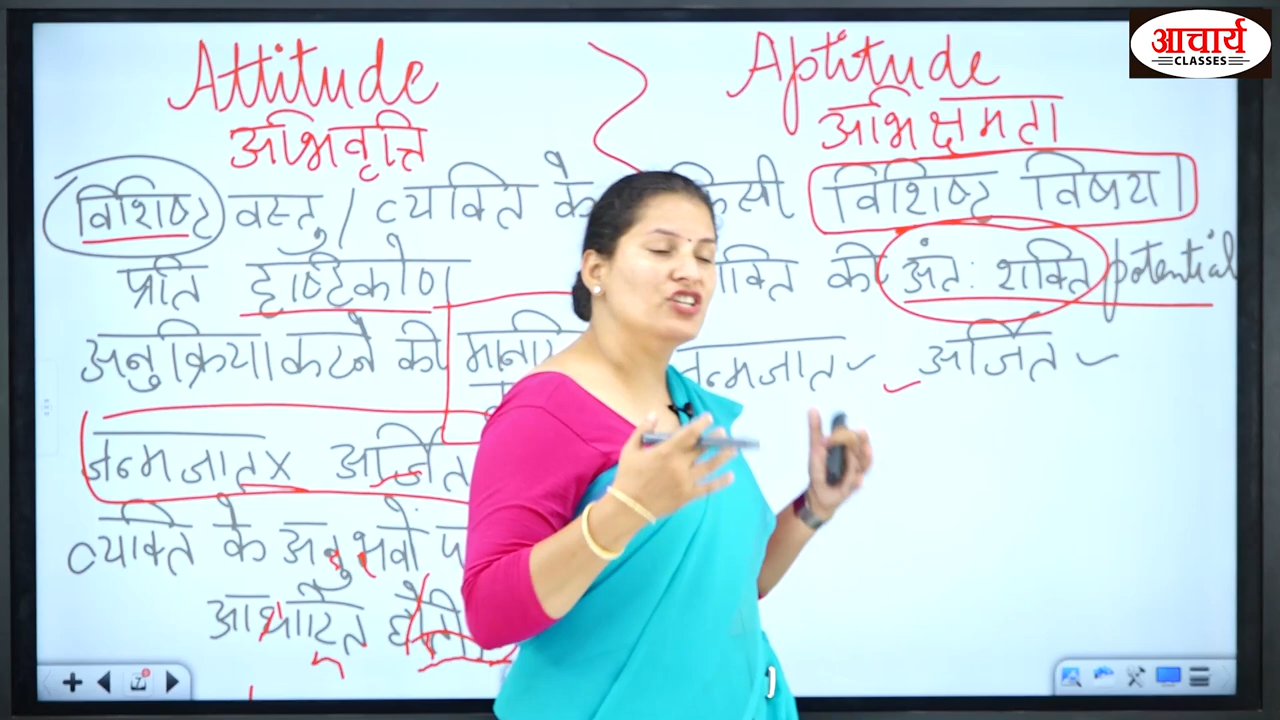 आचार्य
CLASSES
Attitude
अभिवृत्ति
विशिष्ट वस्तु / व्यक्ति के
प्रति दृष्टिकोण
अनुक्रिया करने की
जन्मजात x अर्जित
व्यक्ति के अनुभवों
आधारित होती
Aptitude
अभिक्षमता
किसी विशिष्ट विषय।
की अंतः शक्ति potential
जन्मजात ✓ अर्जित ✓